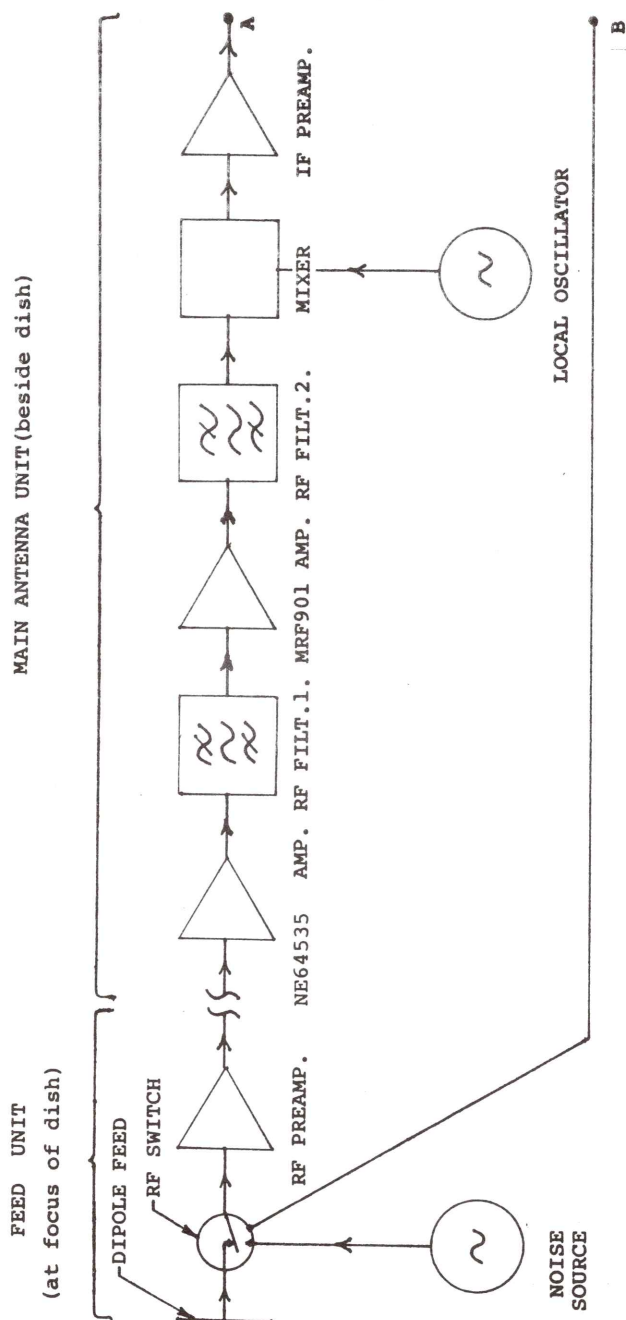 FEED UNIT
(at focus of dish)
MAIN ANTENNA UNIT(beside dish)
DIPOLE FEED
RF SWITCH
RF PREAMP.
NE64535 AMP.
RF FILT.1.
MRF901 AMP.
RF FILT.2.
MIXER
IF PREAMP.
A
NOISE
SOURCE
LOCAL OSCILLATOR
B